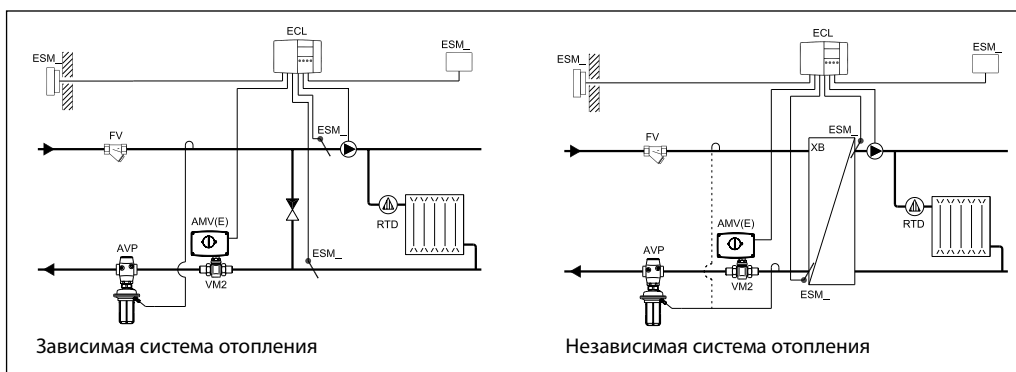 ECL
ESM_
ESM_
FV
ESM_
AMV(E)
RTD
AVP
ESM_
VM2
Зависимая система отопления
ECL
ESM_
ESM_
FV
ESM_
XB
AMV(E)
RTD
AVP
VM2
ESM_
Независимая система отопления